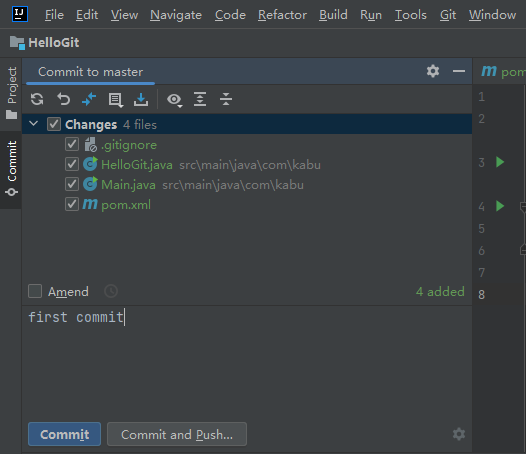 IJ File Edit View Navigate Code Refactor Build Run Tools Git Window
HelloGit
Project
Commit
Commit to master
Changes 4 files
.gitignore
HelloGit.java src\main\java\com\kabu
Main.java src\main\java\com\kabu
m pom.xml
Amend
4 added
first commit
Commit
Commit and Push...
m pom
1
2
3
4
5
6
7
8